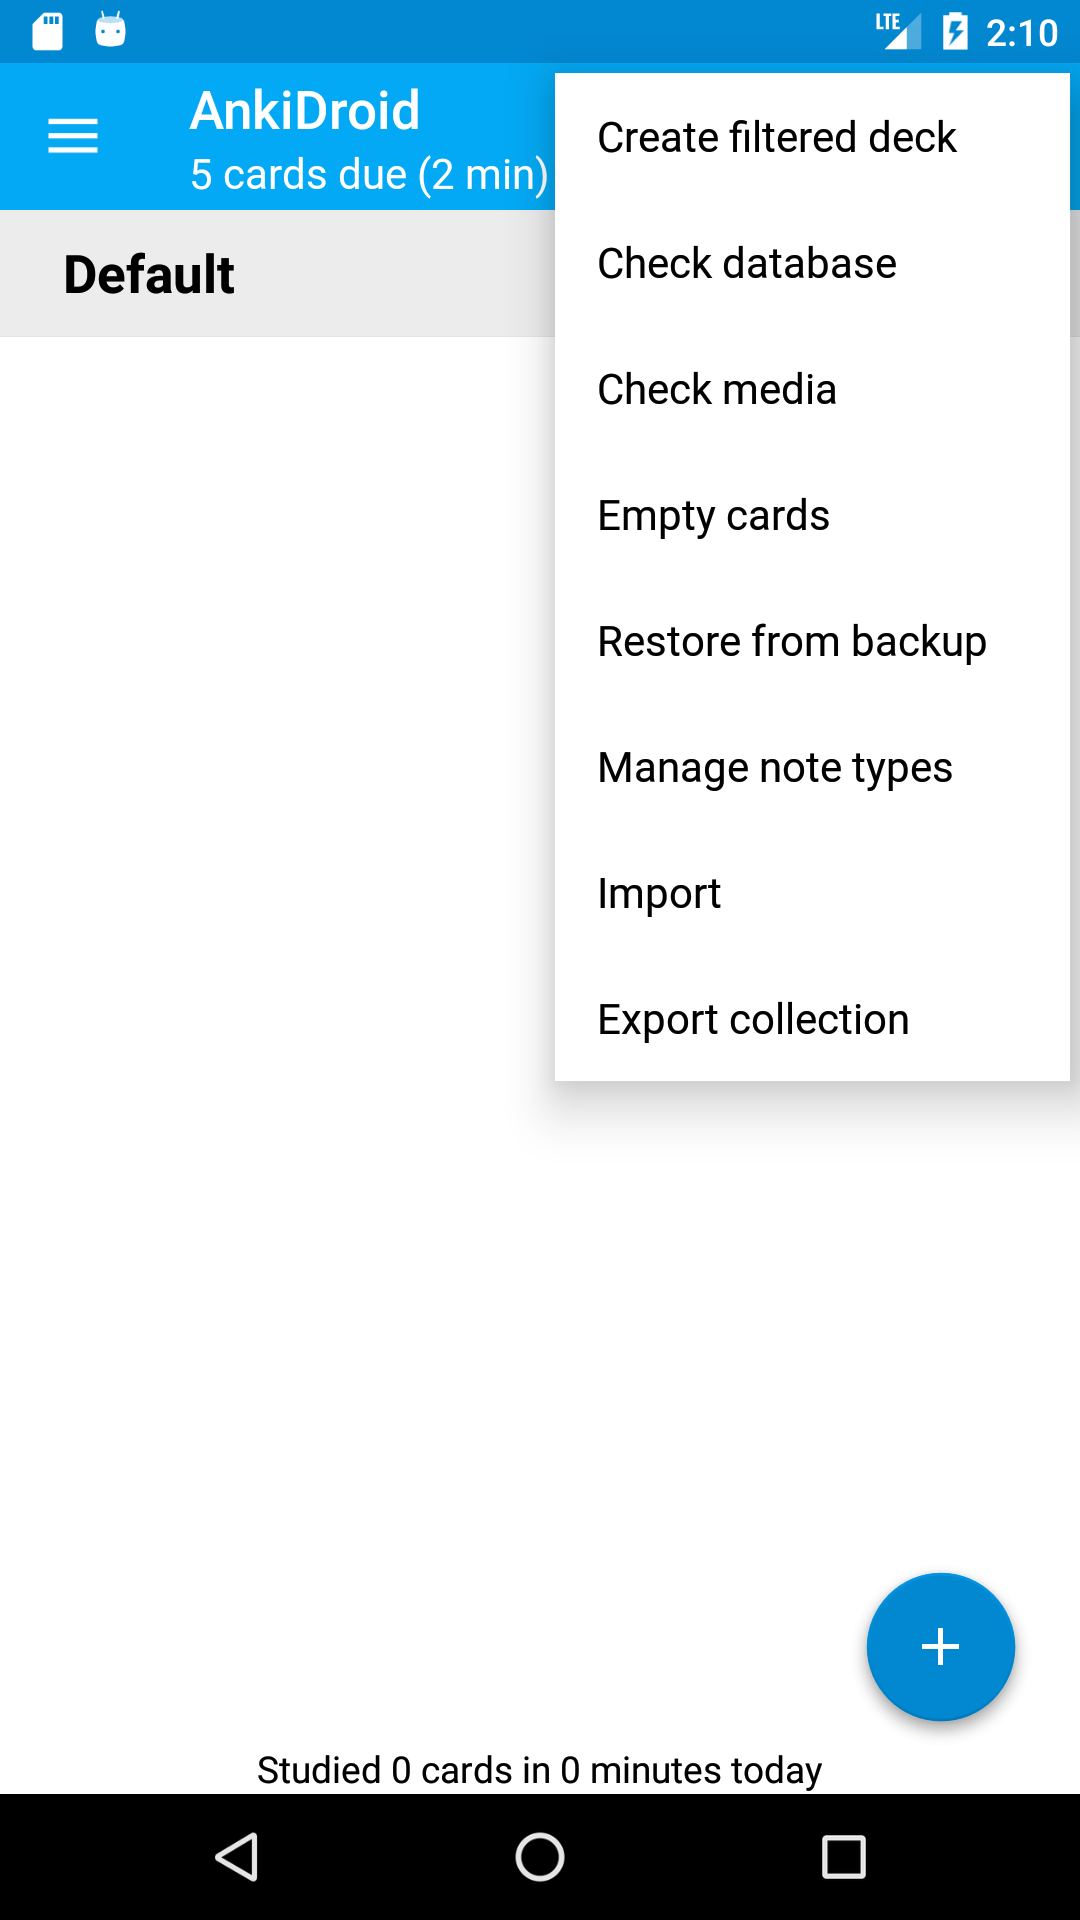 LTE 2:10
AnkiDroid
5 cards due (2 min)
Default
Create filtered deck
Check database
Check media
Empty cards
Restore from backup
Manage note types
Import
Export collection
Studied 0 cards in 0 minutes today